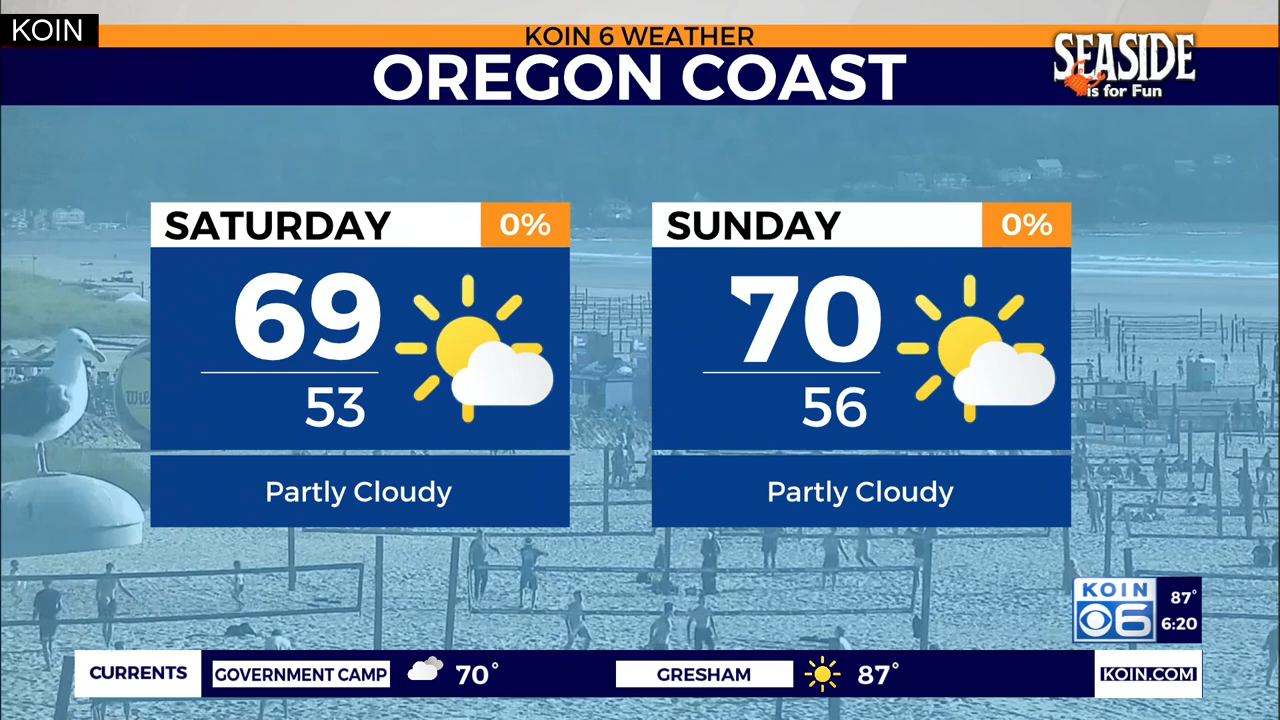 KOIN
KOIN 6 WEATHER
OREGON COAST
SEASIDE
is for Fun
SATURDAY 0%
69
53
Partly Cloudy
SUNDAY 0%
70
56
Partly Cloudy
KOIN
6
87°
6:20
CURRENTS GOVERNMENT CAMP 70° GRESHAM 87° KOIN.COM